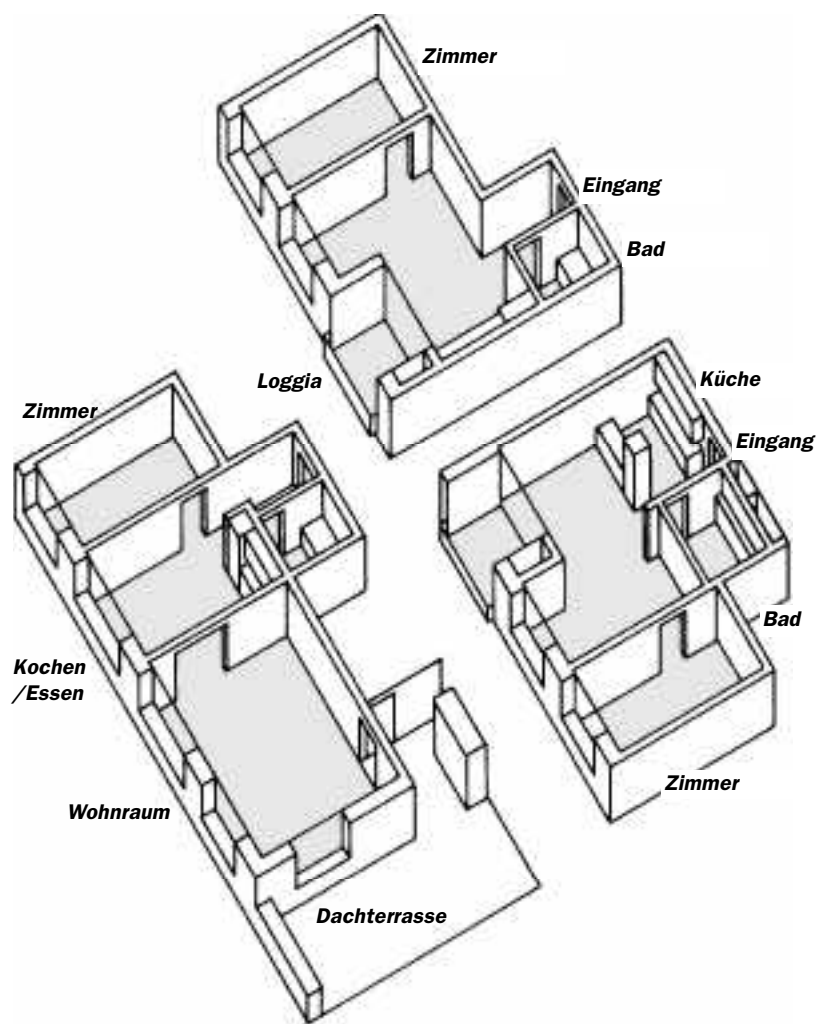 Zimmer
Eingang
Bad
Loggia
Küche
Zimmer
Eingang
Bad
Kochen
/Essen
Zimmer
Wohnraum
Dachterrasse